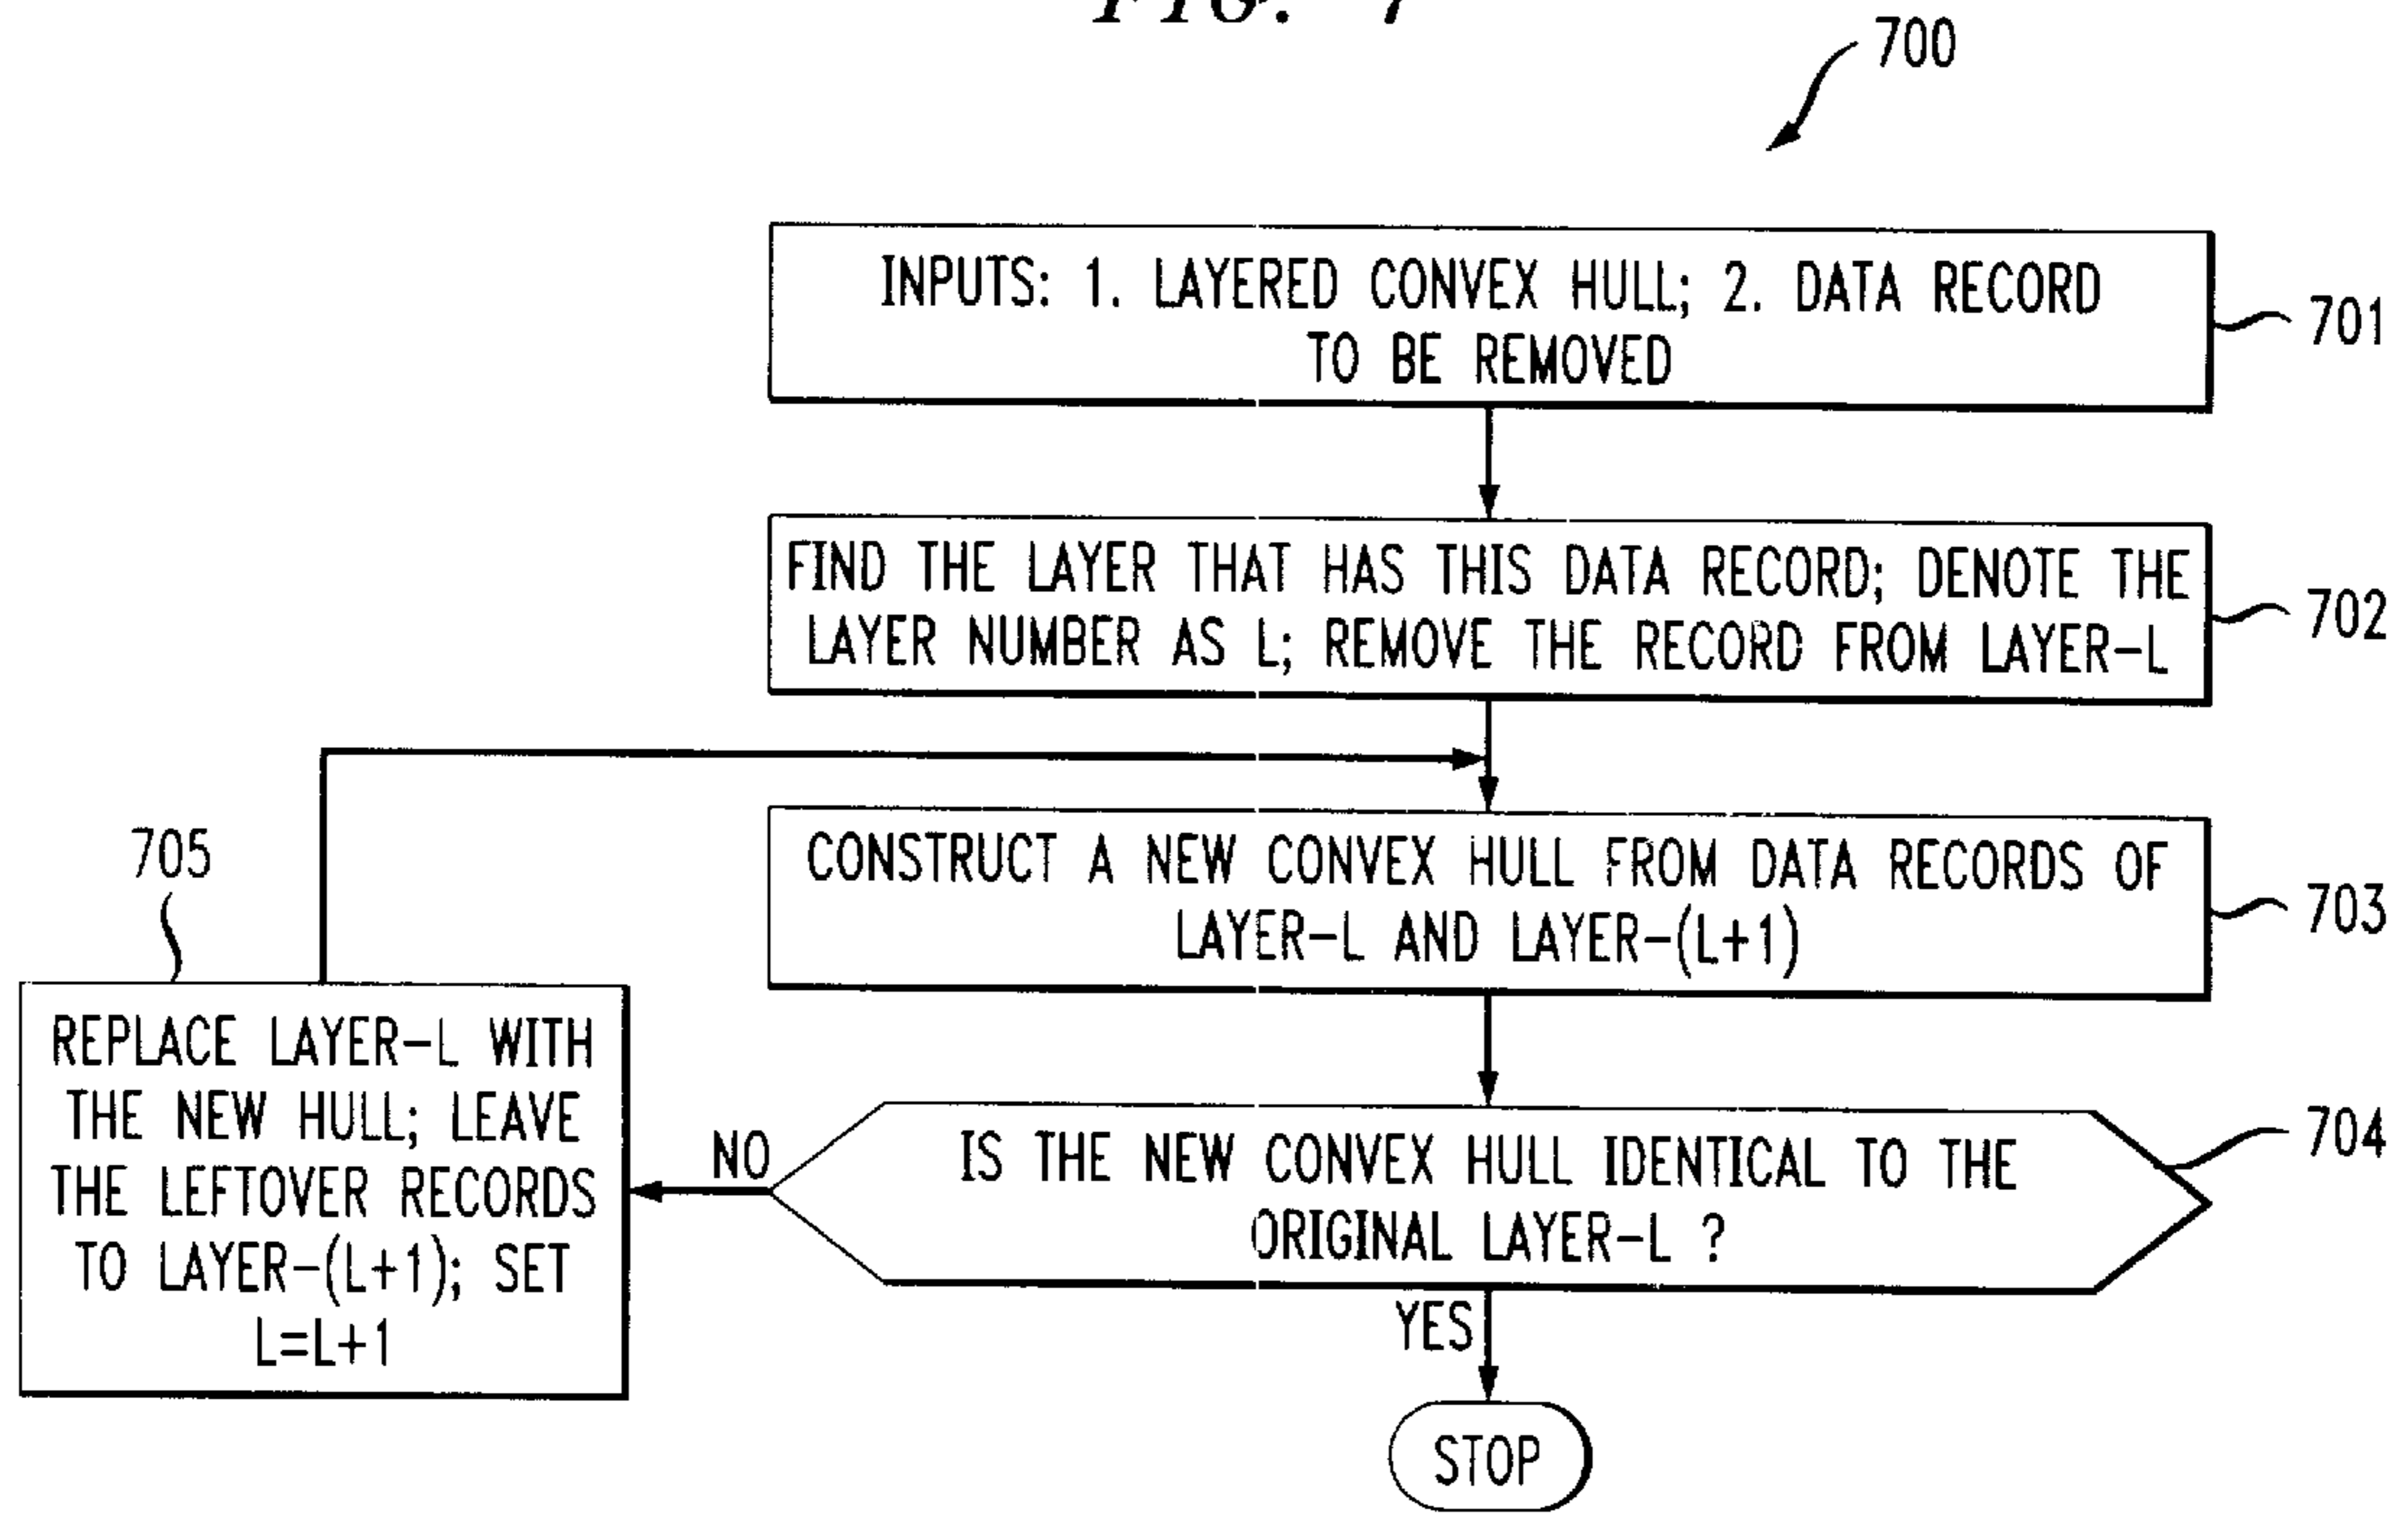 FIG. 7
700
INPUTS: 1. LAYERED CONVEX HULL; 2. DATA RECORD
TO BE REMOVED
701
FIND THE LAYER THAT HAS THIS DATA RECORD; DENOTE THE
LAYER NUMBER AS L; REMOVE THE RECORD FROM LAYER-L
702
CONSTRUCT A NEW CONVEX HULL FROM DATA RECORDS OF
LAYER-L AND LAYER-(L+1)
703
705
REPLACE LAYER-L WITH
THE NEW HULL; LEAVE
THE LEFTOVER RECORDS
TO LAYER-(L+1); SET
L=L+1
NO
IS THE NEW CONVEX HULL IDENTICAL TO THE
ORIGINAL LAYER-L ?
704
YES
STOP